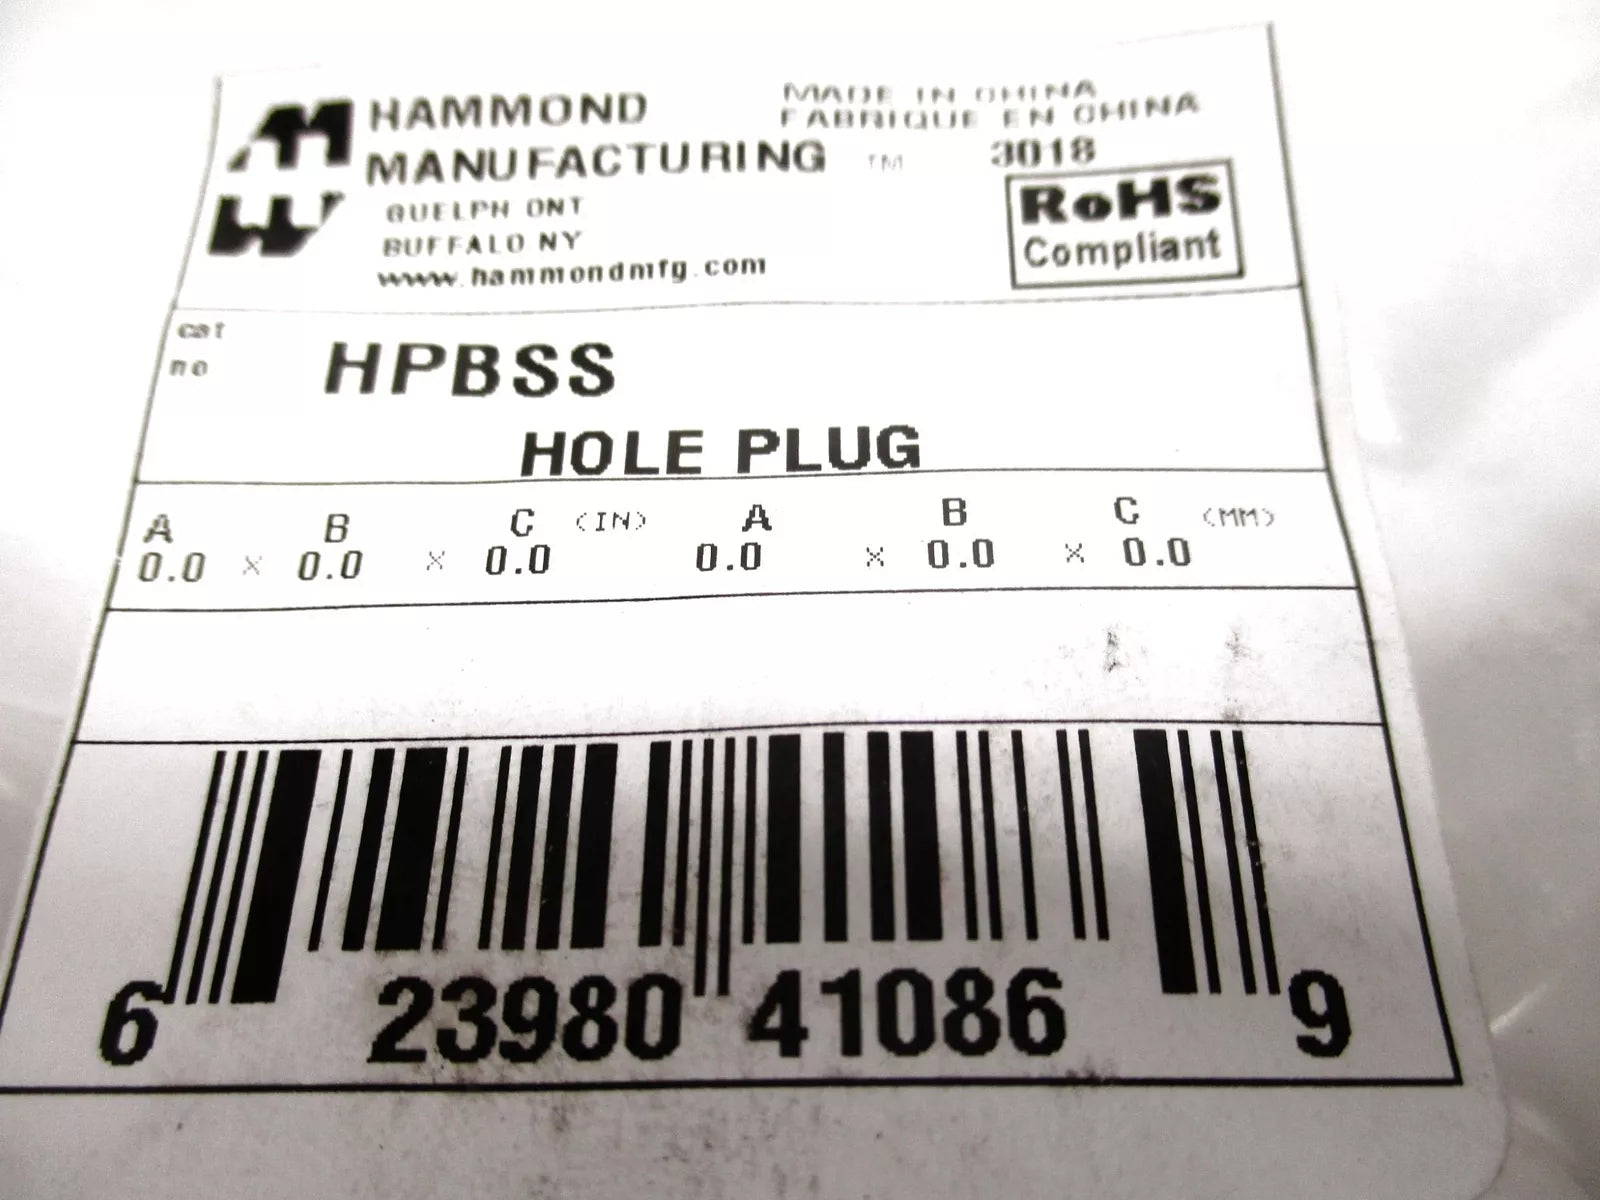 HAMMOND
MANUFACTURING ™
GUELPH ONT
BUFFALO NY
www.hammondmfg.com
MADE IN CHINA
FABRIQUE EN CHINA
3018
RoHS
Compliant
cat
no
HPBSS
HOLE PLUG
A B C (IN) A B C (MM)
0.0 x 0.0 x 0.0 0.0 x 0.0 x 0.0
6 23980 41086 9